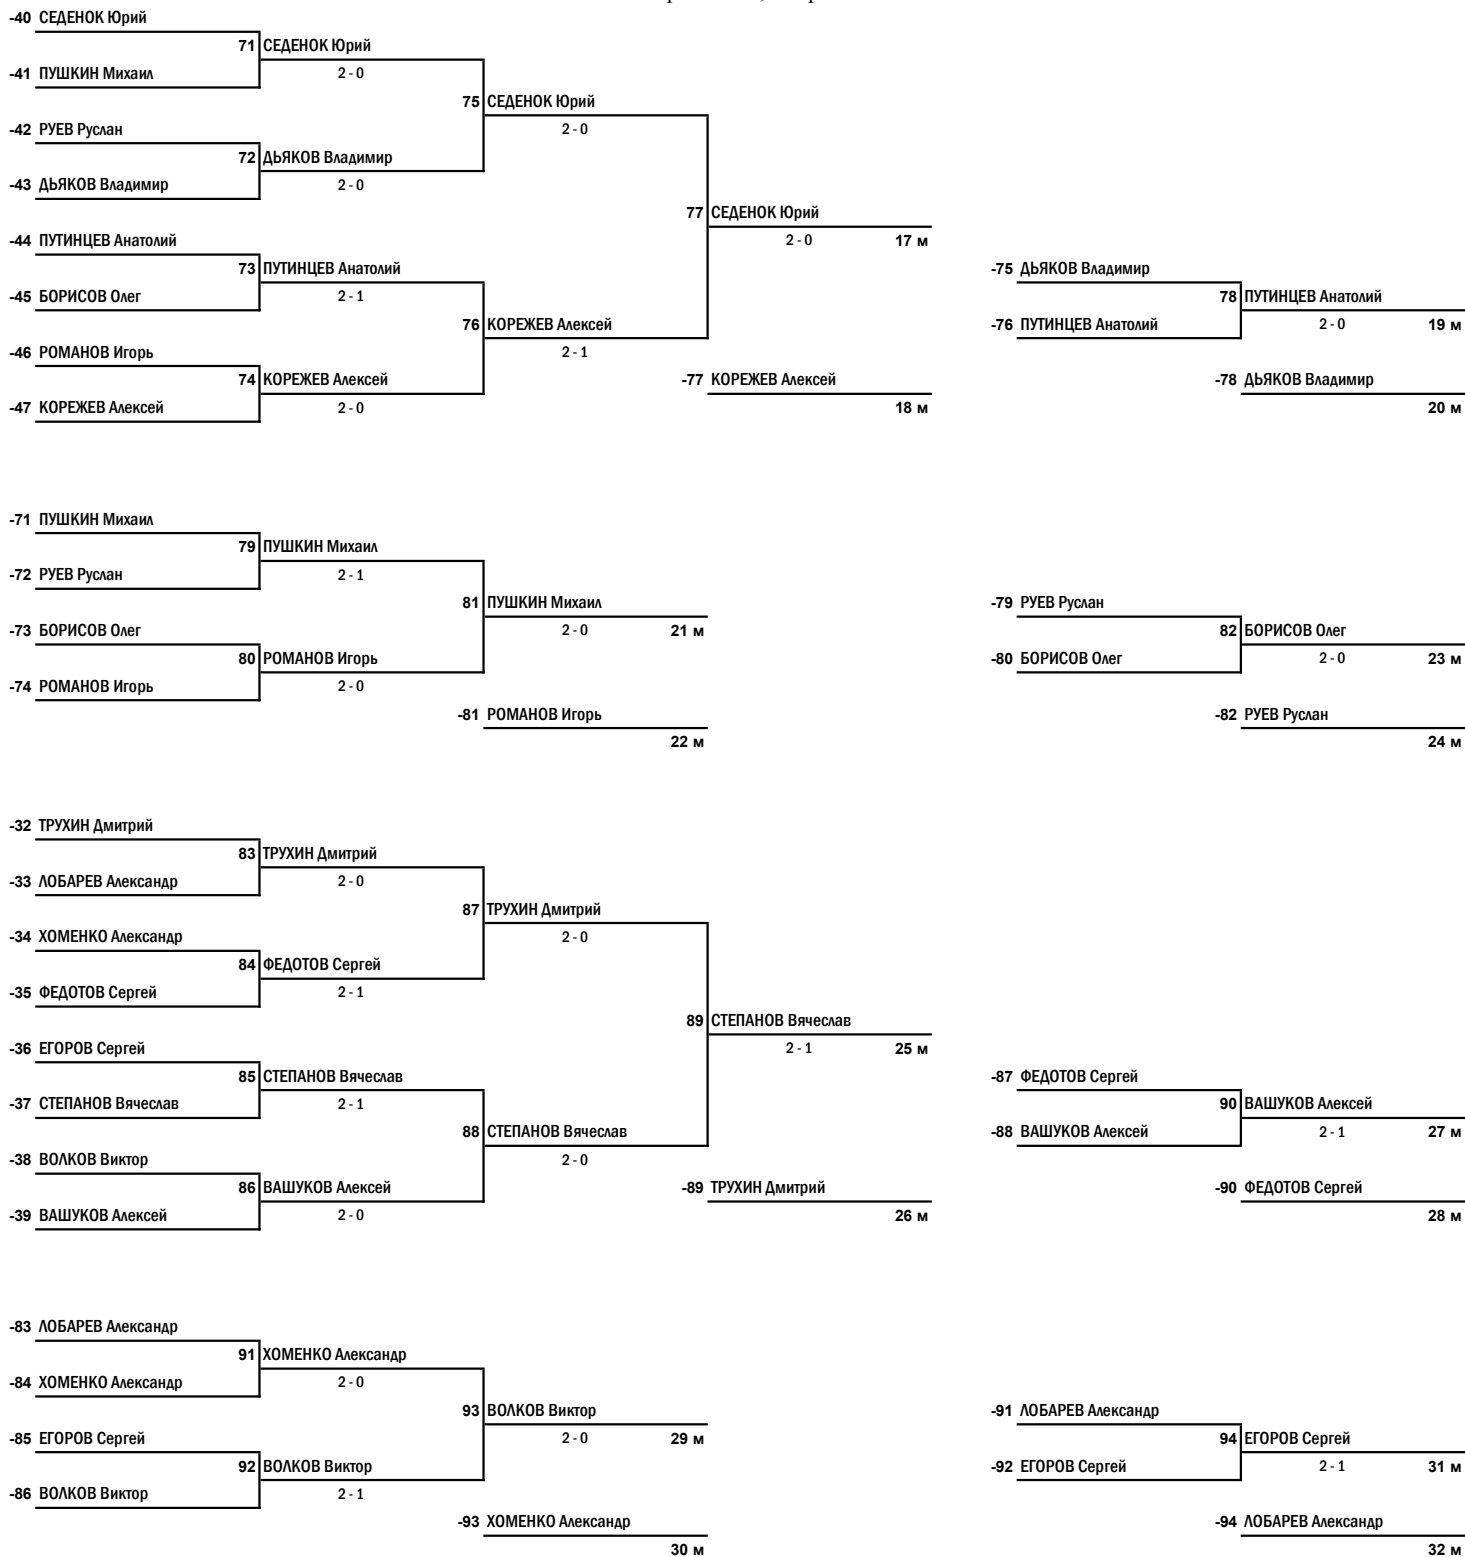 -40 СЕДЕНОК Юрий
71 СЕДЕНОК Юрий
-41 ПУШКИН Михаил
2 - 0
75 СЕДЕНОК Юрий
-42 РУЕВ Руслан
2 - 0
72 ДЬЯКОВ Владимир
-43 ДЬЯКОВ Владимир
2 - 0
77 СЕДЕНОК Юрий
-44 ПУТИНЦЕВ Анатолий
2 - 0 17 м
73 ПУТИНЦЕВ Анатолий
-75 ДЬЯКОВ Владимир
-45 БОРИСОВ Олег
2 - 1
78 ПУТИНЦЕВ Анатолий
76 КОРЕЖЕВ Алексей
-76 ПУТИНЦЕВ Анатолий
2 - 0 19 м
-46 РОМАНОВ Игорь
2 - 1
74 КОРЕЖЕВ Алексей
-77 КОРЕЖЕВ Алексей
-78 ДЬЯКОВ Владимир
-47 КОРЕЖЕВ Алексей
2 - 0
18 м
20 м
-71 ПУШКИН Михаил
79 ПУШКИН Михаил
-72 РУЕВ Руслан
2 - 1
81 ПУШКИН Михаил
-79 РУЕВ Руслан
-73 БОРИСОВ Олег
2 - 0 21 м
82 БОРИСОВ Олег
80 РОМАНОВ Игорь
-80 БОРИСОВ Олег
2 - 0 23 м
-74 РОМАНОВ Игорь
2 - 0
-81 РОМАНОВ Игорь
-82 РУЕВ Руслан
22 м
24 м
-32 ТРУХИН Дмитрий
83 ТРУХИН Дмитрий
-33 ЛОБАРЕВ Александр
2 - 0
87 ТРУХИН Дмитрий
-34 ХОМЕНКО Александр
2 - 0
84 ФЕДОТОВ Сергей
-35 ФЕДОТОВ Сергей
2 - 1
89 СТЕПАНОВ Вячеслав
-36 ЕГОРОВ Сергей
2 - 1 25 м
85 СТЕПАНОВ Вячеслав
-87 ФЕДОТОВ Сергей
-37 СТЕПАНОВ Вячеслав
2 - 1
90 ВАШУКОВ Алексей
88 СТЕПАНОВ Вячеслав
-88 ВАШУКОВ Алексей
2 - 1 27 м
-38 ВОЛКОВ Виктор
2 - 0
86 ВАШУКОВ Алексей
-89 ТРУХИН Дмитрий
-90 ФЕДОТОВ Сергей
-39 ВАШУКОВ Алексей
2 - 0
26 м
28 м
-83 ЛОБАРЕВ Александр
91 ХОМЕНКО Александр
-84 ХОМЕНКО Александр
2 - 0
93 ВОЛКОВ Виктор
-91 ЛОБАРЕВ Александр
-85 ЕГОРОВ Сергей
2 - 0 29 м
94 ЕГОРОВ Сергей
92 ВОЛКОВ Виктор
-92 ЕГОРОВ Сергей
2 - 1 31 м
-86 ВОЛКОВ Виктор
2 - 1
-93 ХОМЕНКО Александр
-94 ЛОБАРЕВ Александр
30 м
32 м